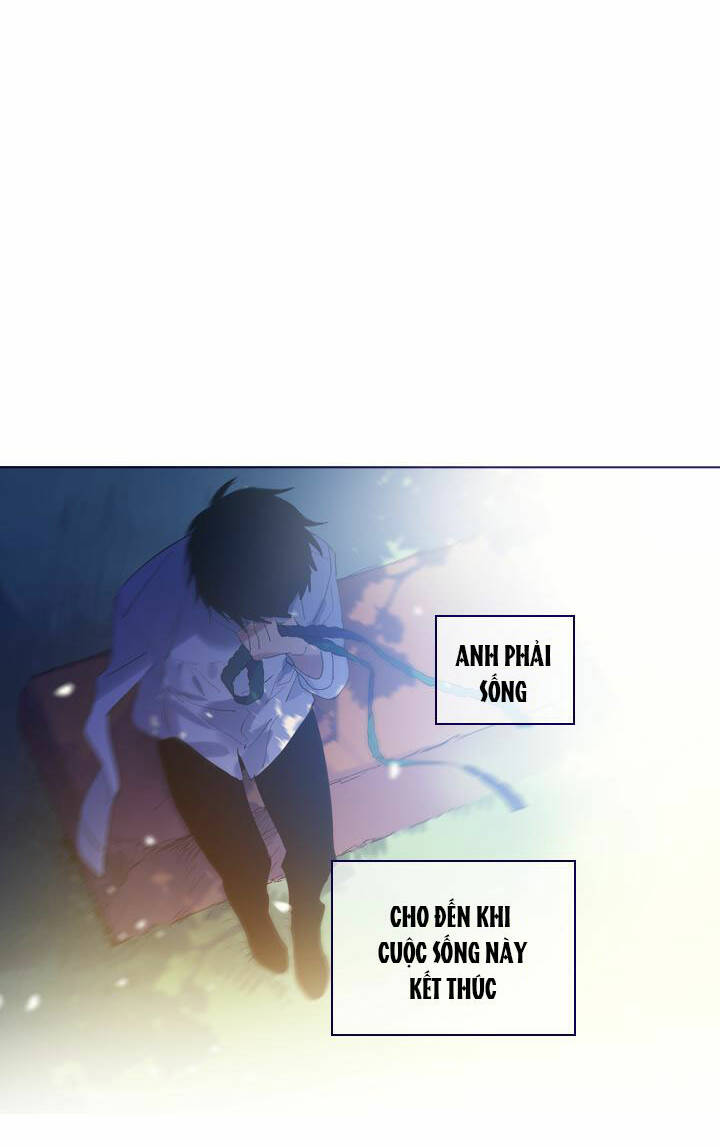 ANH PHẢI
SỐNG
CHO ĐẾN KHI
CUỘC SỐNG NÀY
KẾT THÚC